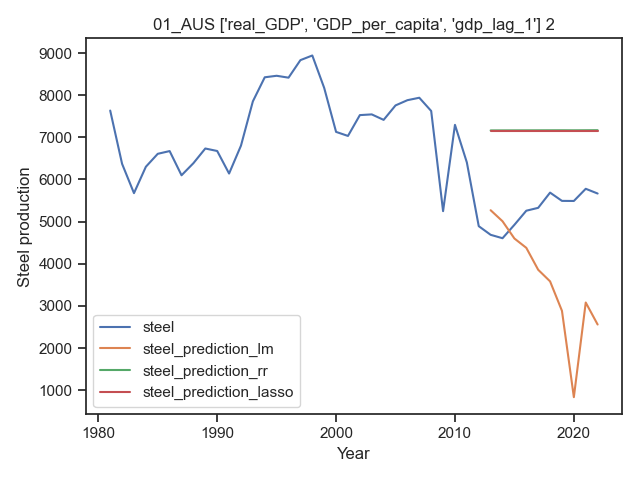 01_AUS ['real_GDP', 'GDP_per_capita', 'gdp_lag_1'] 2
9000
8000
7000
6000
5000
4000
3000
2000
1000
Steel production
steel
steel_prediction_lm
steel_prediction_rr
steel_prediction_lasso
1980 1990 2000 2010 2020
Year